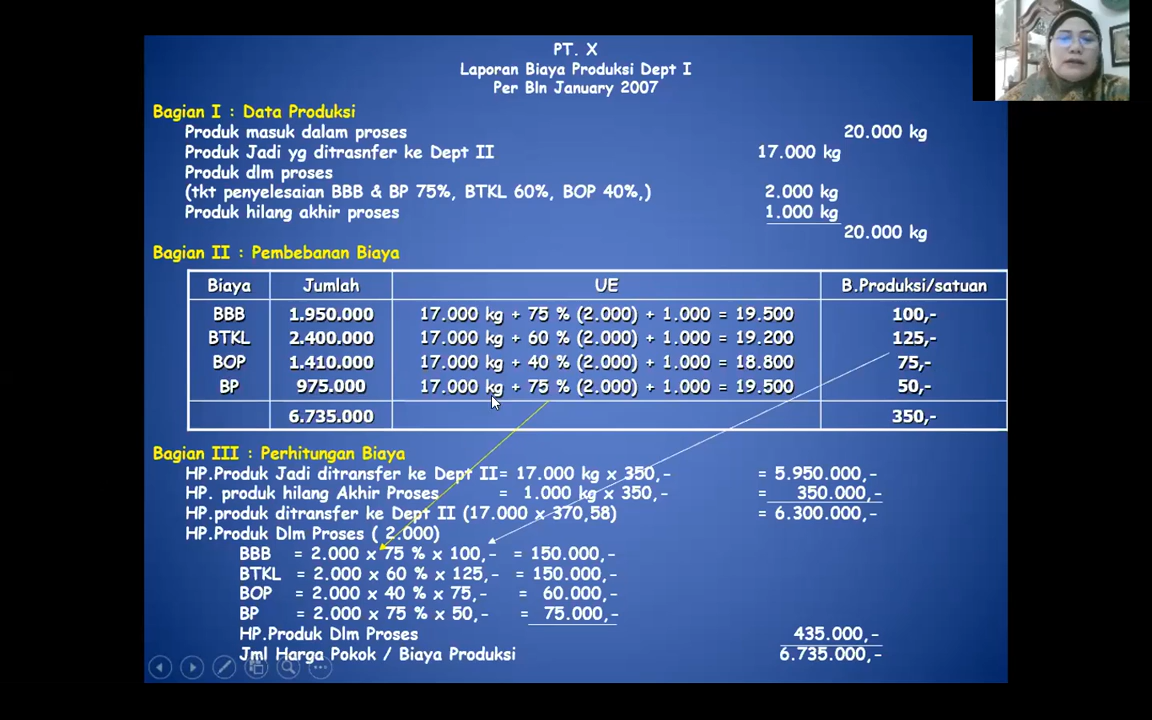 PT. X
Laporan Biaya Produksi Dept I
Per Bln January 2007
Bagian I : Data Produksi
Produk masuk dalam proses 20.000 kg
Produk Jadi yg ditrasnfer ke Dept II 17.000 kg
Produk dlm proses
(tkt penyelesaian BBB & BP 75%, BTKL 60%, BOP 40%,) 2.000 kg
Produk hilang akhir proses 1.000 kg
20.000 kg
Bagian II : Pembebanan Biaya
Biaya Jumlah UE B.Produksi/satuan
BBB 1.950.000 17.000 kg + 75 % (2.000) + 1.000 = 19.500 100,-
BTKL 2.400.000 17.000 kg + 60 % (2.000) + 1.000 = 19.200 125,-
BOP 1.410.000 17.000 kg + 40 % (2.000) + 1.000 = 18.800 75,-
BP 975.000 17.000 kg + 75 % (2.000) + 1.000 = 19.500 50,-
6.735.000 350,-
Bagian III : Perhitungan Biaya
HP.Produk Jadi ditransfer ke Dept II= 17.000 kg x 350,- = 5.950.000,-
HP. produk hilang Akhir Proses = 1.000 kg x 350,- = 350.000,-
HP.produk ditransfer ke Dept II (17.000 x 370,58) = 6.300.000,-
HP.Produk Dlm Proses ( 2.000)
BBB = 2.000 x 75 % x 100,- = 150.000,-
BTKL = 2.000 x 60 % x 125,- = 150.000,-
BOP = 2.000 x 40 % x 75,- = 60.000,-
BP = 2.000 x 75 % x 50,- = 75.000,-
HP.Produk Dlm Proses 435.000,-
Jml Harga Pokok / Biaya Produksi 6.735.000,-